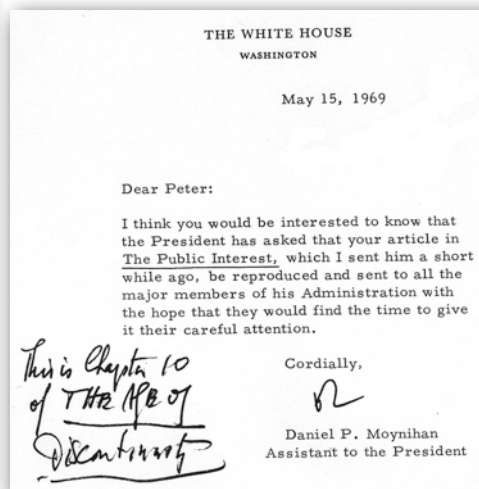 THE WHITE HOUSE
WASHINGTON
May 15, 1969
Dear Peter:
I think you would be interested to know that
the President has asked that your article in
The Public Interest, which I sent him a short
while ago, be reproduced and sent to all the
major members of his Administration with
the hope that they would find the time to give
it their careful attention.
Cordially,
Daniel P. Moynihan
Assistant to the President
This is Chapter 10
of THE AGE OF
Discontinuity